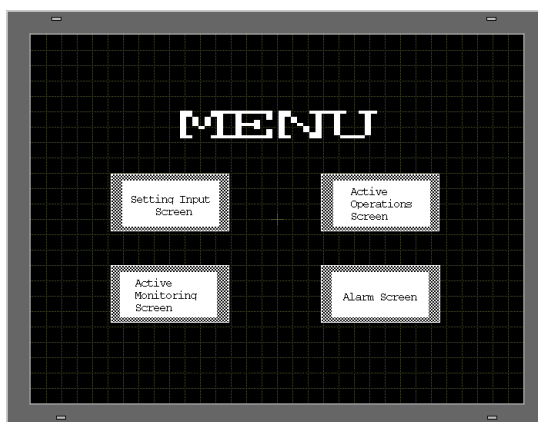 MENU
Setting Input
Screen
Active
Operations
Screen
Active
Monitoring
Screen
Alarm Screen